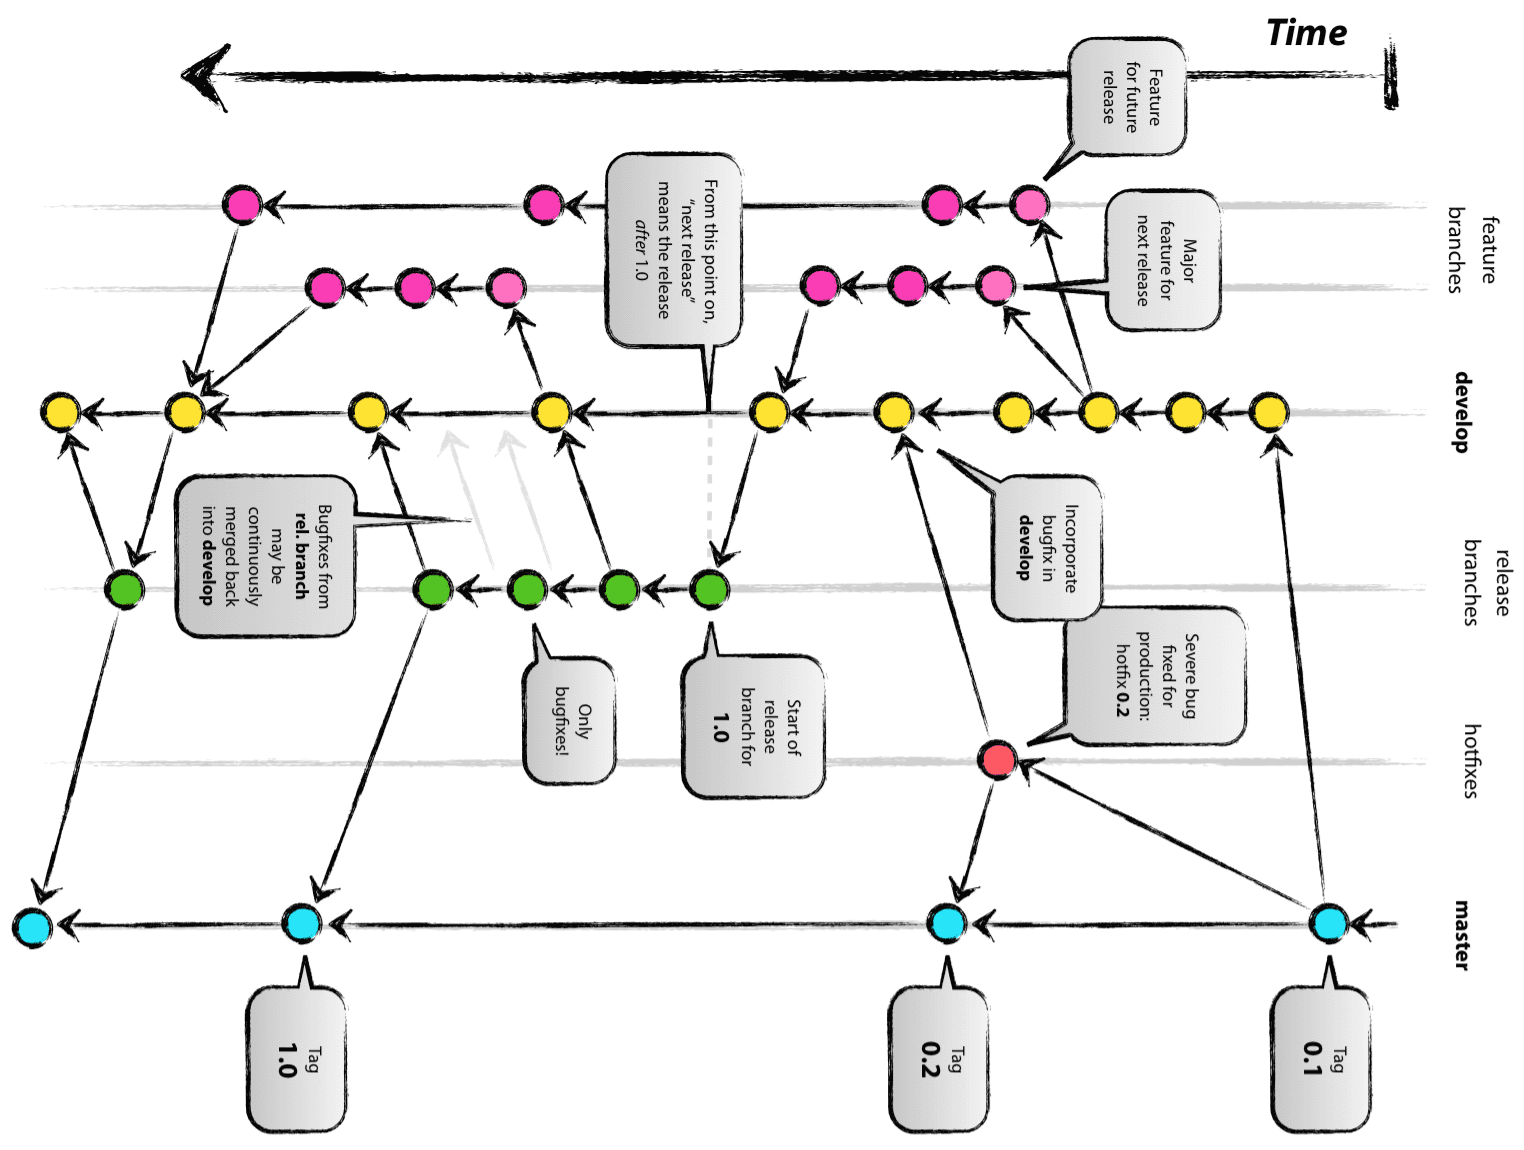 Time
feature
branches
develop
release
branches
hotfixes
master
Feature
for future
release
Major
feature for
next release
From this point on,
“next release”
means the release
after 1.0
Incorporate
bugfix in
develop
Severe bug
fixed for
production:
hotfix 0.2
Bugfixes from
rel. branch
may be
continuously
merged back
into develop
Only
bugfixes!
Start of
release
branch for
1.0
Tag
0.1
Tag
0.2
Tag
1.0